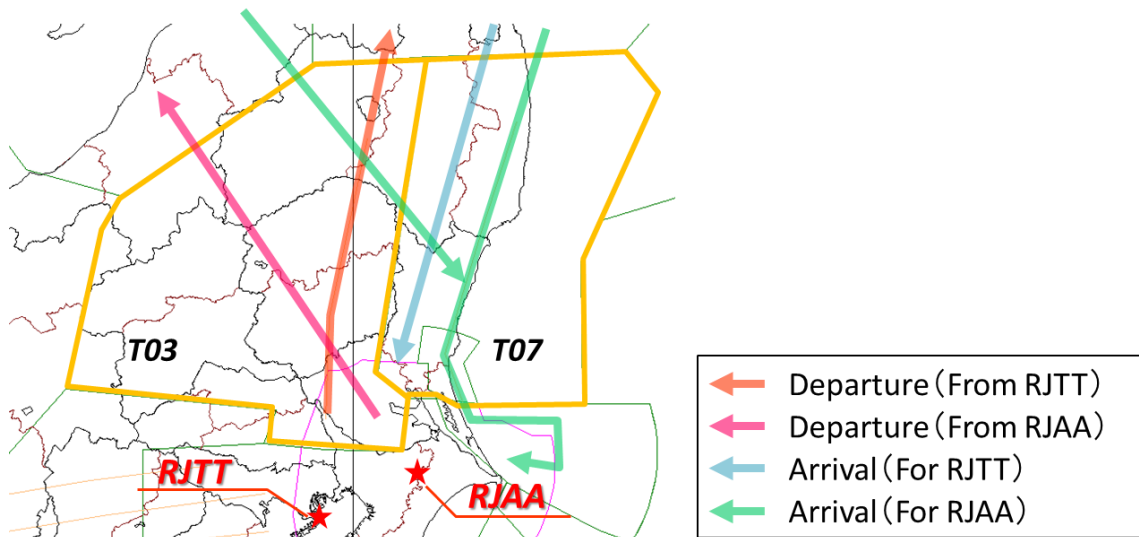 T03
T07
RJTT
RJAA
Departure（From RJTT）
Departure（From RJAA）
Arrival（For RJTT）
Arrival（For RJAA）